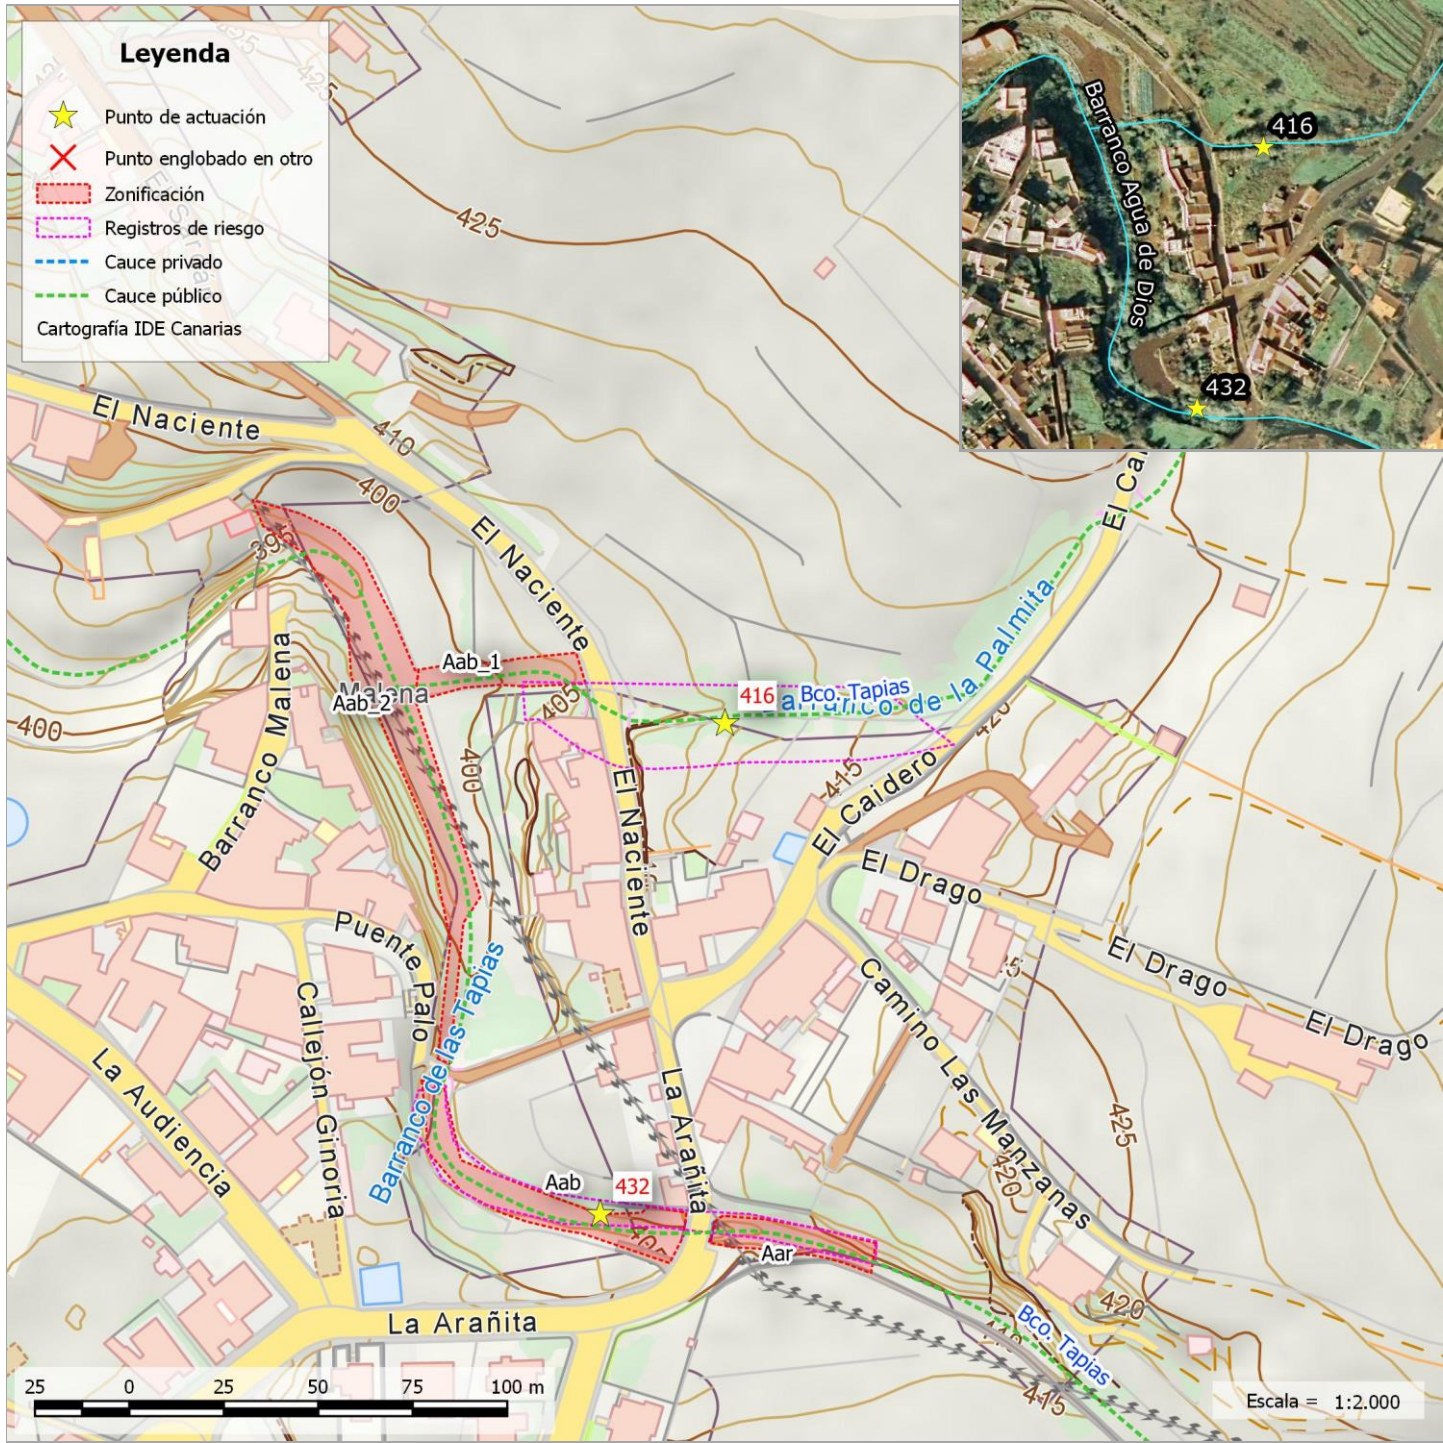 Leyenda
Punto de actuación
Punto englobado en otro
Zonificación
Registros de riesgo
Cauce privado
Cauce público
Cartografía IDE Canarias
425
425
Barranco Agua de Dios
416
432
El Naciente
410
400
395
El Naciente
Aab_1
Malena
Aab_2
405
416
Bco. Tapias
Barranco de la Palmita
420
415
400
400
Barranco Malena
El Naciente
El Caidero
El Drago
El Drago
El Drago
Puente Palo
Callejón Ginoria
Barranco de las Tapias
La Audiencia
Camino Las Manzanas
La Arañita
425
420
Aab
432
Aar
420
La Arañita
Bco. Tapias
415
25 0 25 50 75 100 m
Escala = 1:2.000